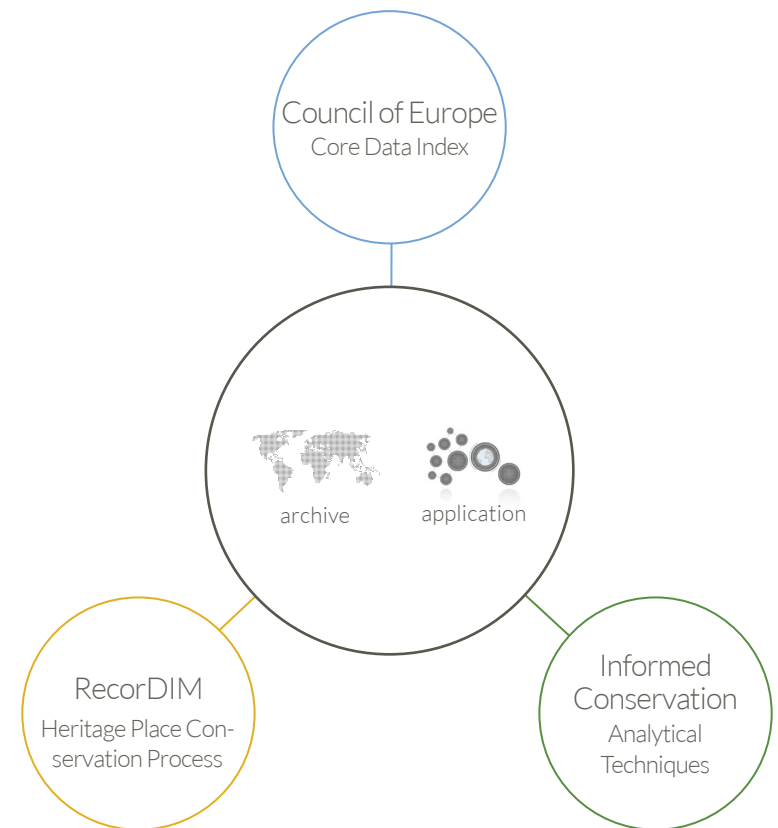 Council of Europe
Core Data Index
archive
application
RecorDIM
Heritage Place Con-
servation Process
Informed
Conservation
Analytical
Techniques